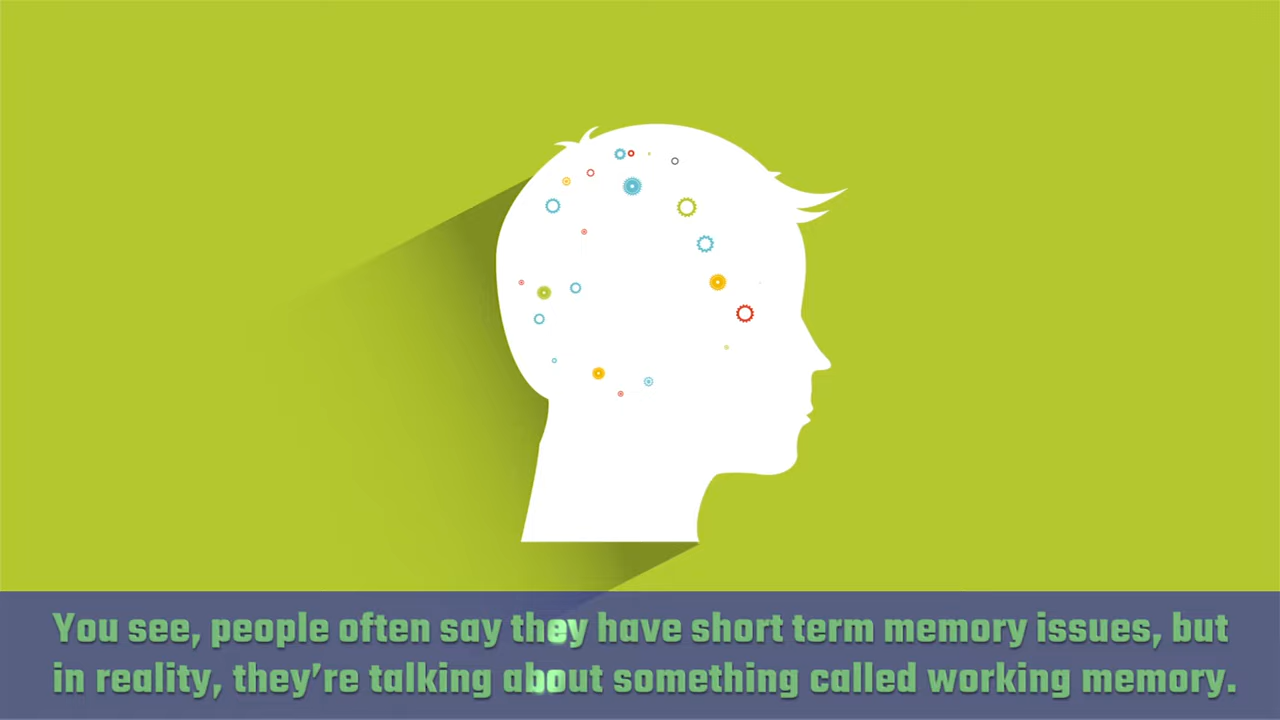 You see, people often say they have short term memory issues, but
in reality, they’re talking about something called working memory.